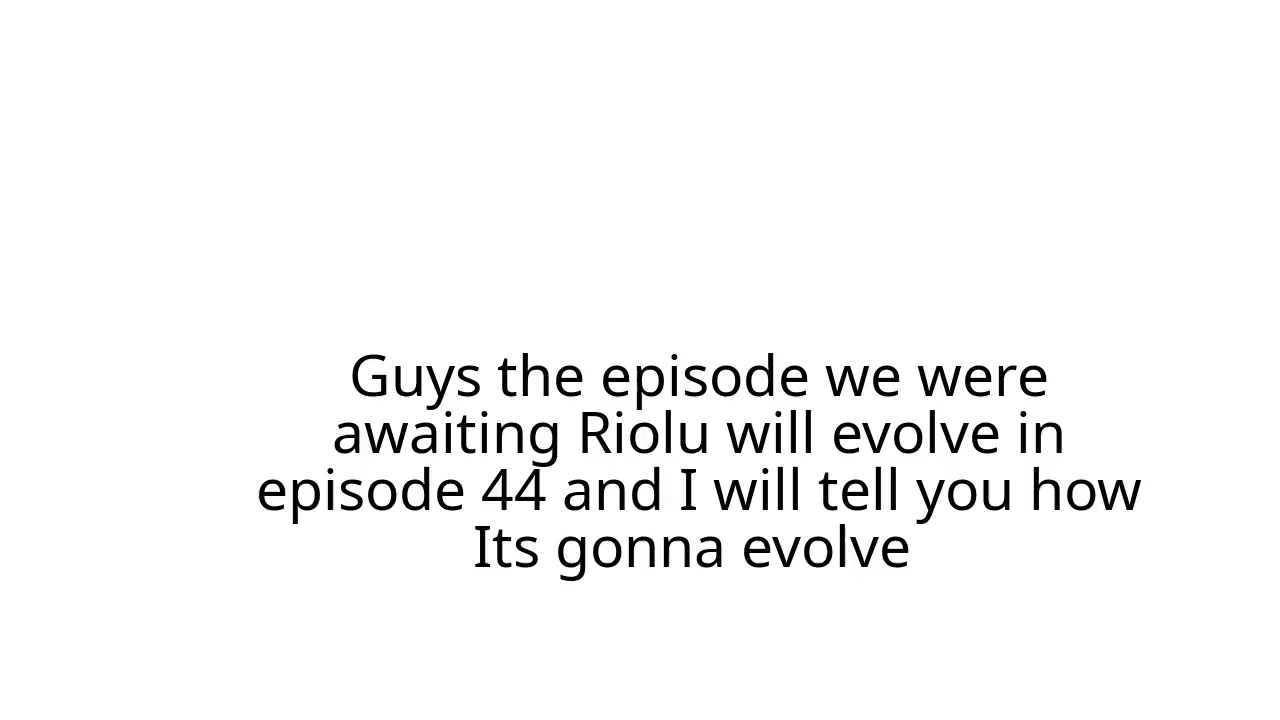 Guys the episode we were
awaiting Riolu will evolve in
episode 44 and I will tell you how
Its gonna evolve